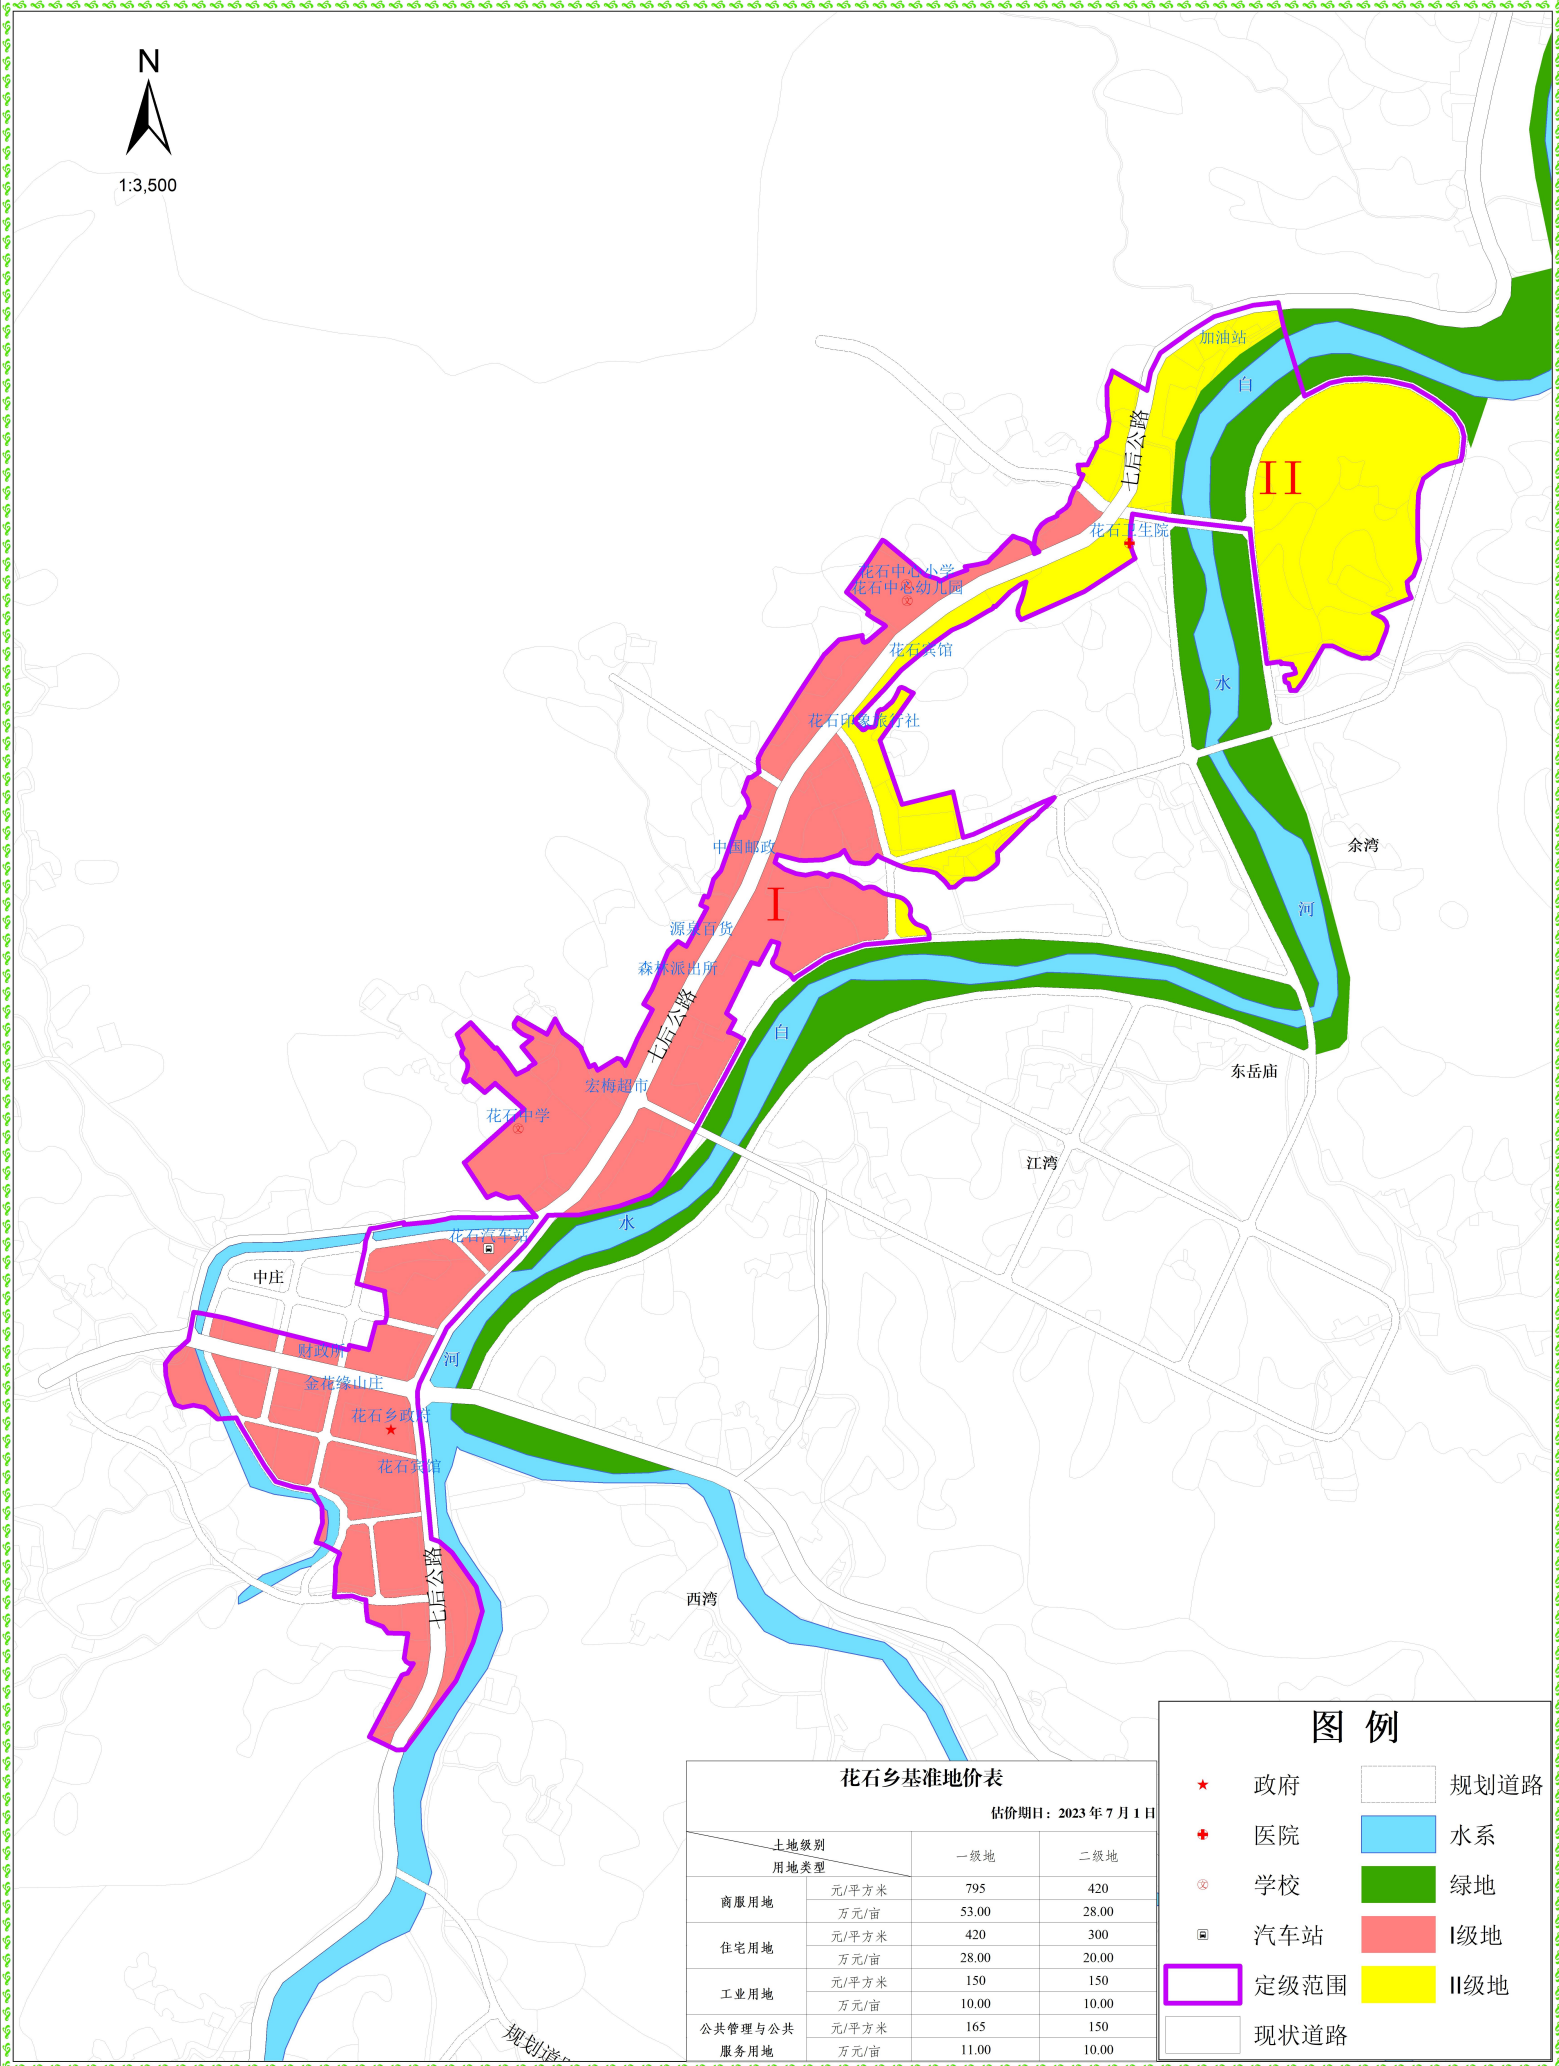 N
1:3,500
加油站
白
七后公路
II
花石卫生院
花石中心小学
花石中心幼儿园
花石宾馆
水
花石印象旅行社
中国邮政
余湾
I
河
源泉百货
森林派出所
七后公路
白
东岳庙
宏梅超市
花石中学
江湾
水
花石汽车站
中庄
财政所
河
金花缘山庄
花石乡政府
花石宾馆
七后公路
西湾
规划道路
花石乡基准地价表
估价期日：2023年7月1日
土地级别
用地类型
一级地 二级地
商服用地 元/平方米 795 420
万元/亩 53.00 28.00
住宅用地 元/平方米 420 300
万元/亩 28.00 20.00
工业用地 元/平方米 150 150
万元/亩 10.00 10.00
公共管理与公共 元/平方米 165 150
服务用地 万元/亩 11.00 10.00
图 例
政府 规划道路
医院 水系
学校 绿地
汽车站 I级地
定级范围 II级地
现状道路